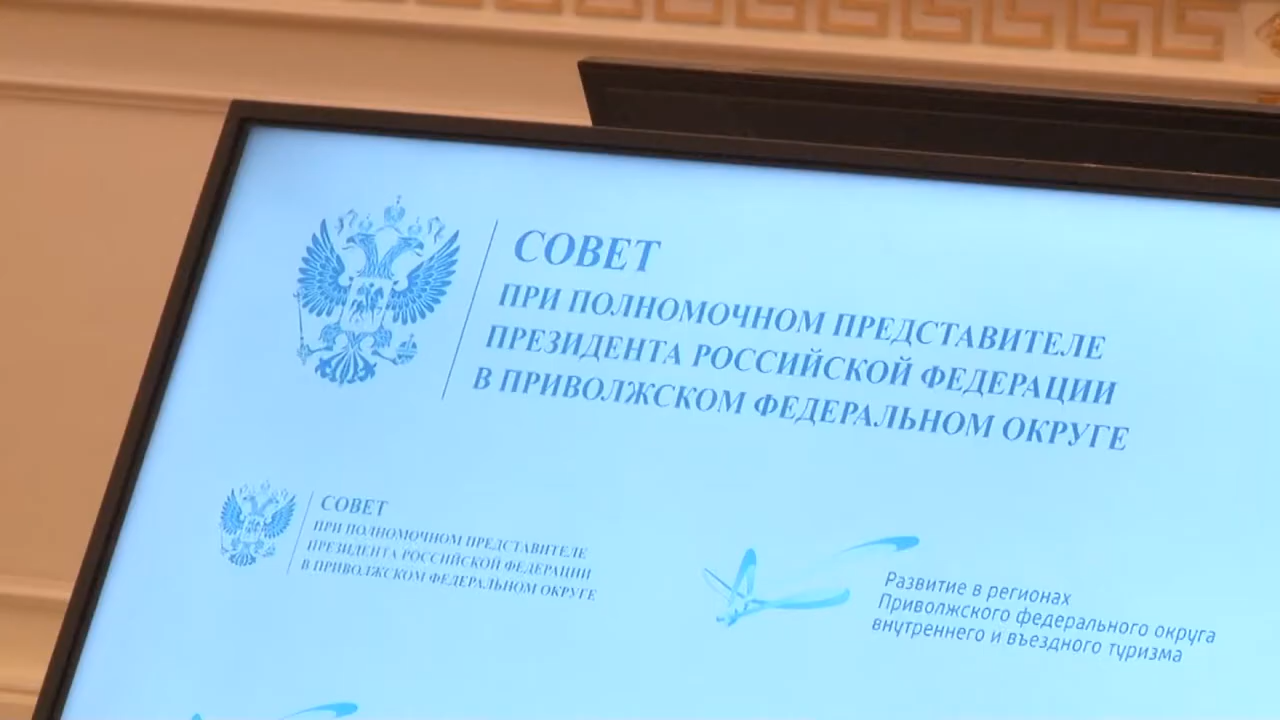 СОВЕТ
ПРИ ПОЛНОМОЧНОМ ПРЕДСТАВИТЕЛЕ
ПРЕЗИДЕНТА РОССИЙСКОЙ ФЕДЕРАЦИИ
В ПРИВОЛЖСКОМ ФЕДЕРАЛЬНОМ ОКРУГЕ
СОВЕТ
ПРИ ПОЛНОМОЧНОМ ПРЕДСТАВИТЕЛЕ
ПРЕЗИДЕНТА РОССИЙСКОЙ ФЕДЕРАЦИИ
В ПРИВОЛЖСКОМ ФЕДЕРАЛЬНОМ ОКРУГЕ
Развитие в регионах
Приволжского федерального округа
внутреннего и въездного туризма